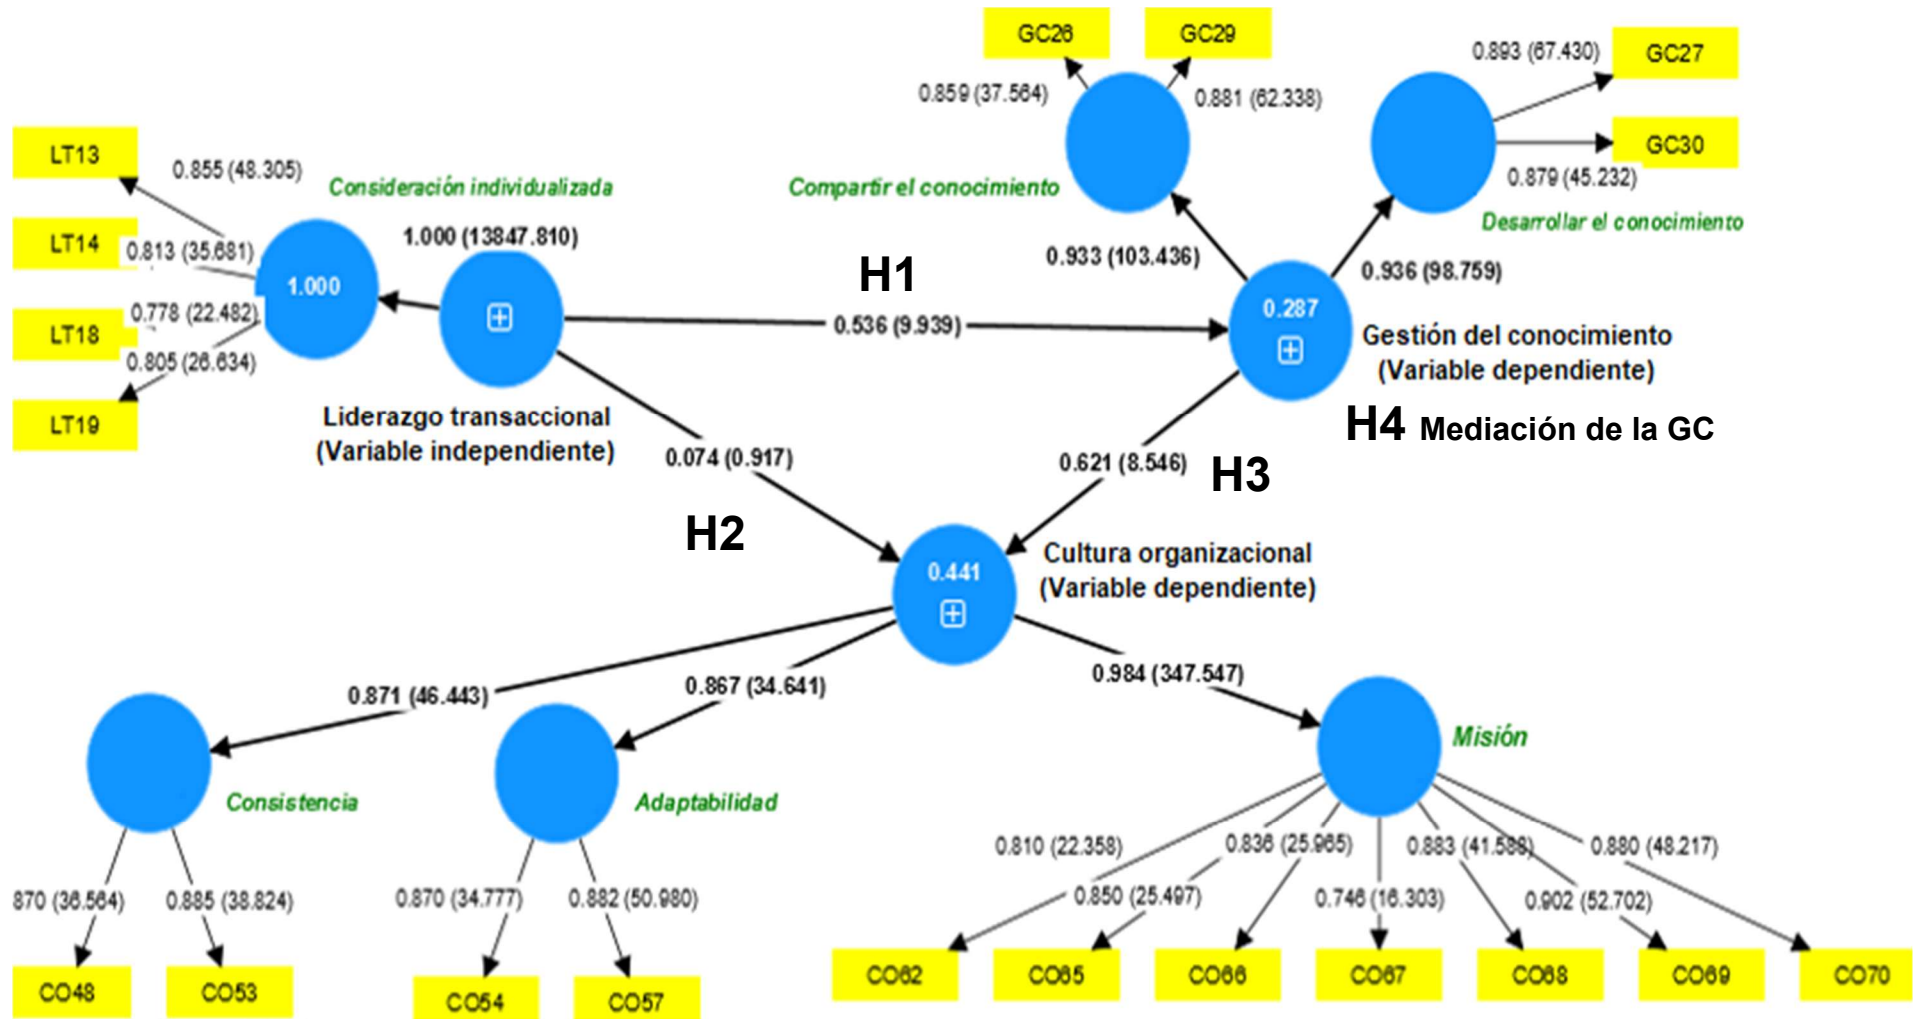 GC26
GC29
0.893 (67.430)
GC27
0.859 (37.564)
0.881 (62.338)
LT13
0.855 (48.305)
GC30
0.879 (45.232)
Consideración individualizada
Compartir el conocimiento
Desarrollar el conocimiento
LT14
0.813 (35.681)
1.000 (13847.810)
0.933 (103.436)
0.936 (98.759)
H1
1.000
0.287
0.778 (22.482)
LT18
0.536 (9.939)
Gestión del conocimiento
(Variable dependiente)
0.805 (26.634)
LT19
Liderazgo transaccional
(Variable independiente)
H4 Mediación de la GC
0.074 (0.917)
0.621 (8.546)
H3
H2
Cultura organizacional
(Variable dependiente)
0.441
0.871 (46.443)
0.867 (34.641)
0.984 (347.547)
Misión
Consistencia
Adaptabilidad
0.810 (22.358)
0.836 (25.965)
0.883 (41.588)
0.880 (48.217)
870 (36.564)
0.885 (38.824)
0.870 (34.777)
0.882 (50.980)
0.850 (25.497)
0.746 (16.303)
0.902 (52.702)
CO48
CO53
CO54
CO57
CO62
CO65
CO66
CO67
CO68
CO69
CO70